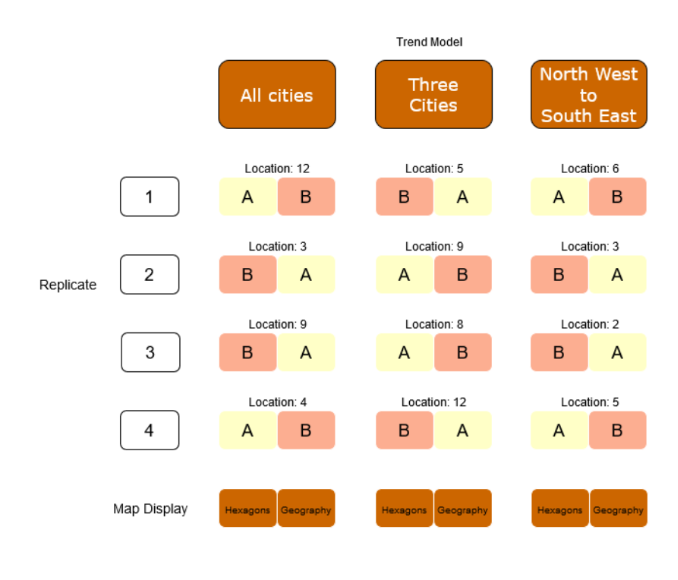 Trend Model
All cities
Three
Cities
North West
to
South East
Location: 12
Location: 5
Location: 6
1
A B
B A
A B
Location: 3
Location: 9
Location: 3
Replicate
2
B A
A B
B A
Location: 9
Location: 8
Location: 2
3
B A
A B
B A
Location: 4
Location: 12
Location: 5
4
A B
B A
A B
Map Display
Hexagons Geography
Hexagons Geography
Hexagons Geography